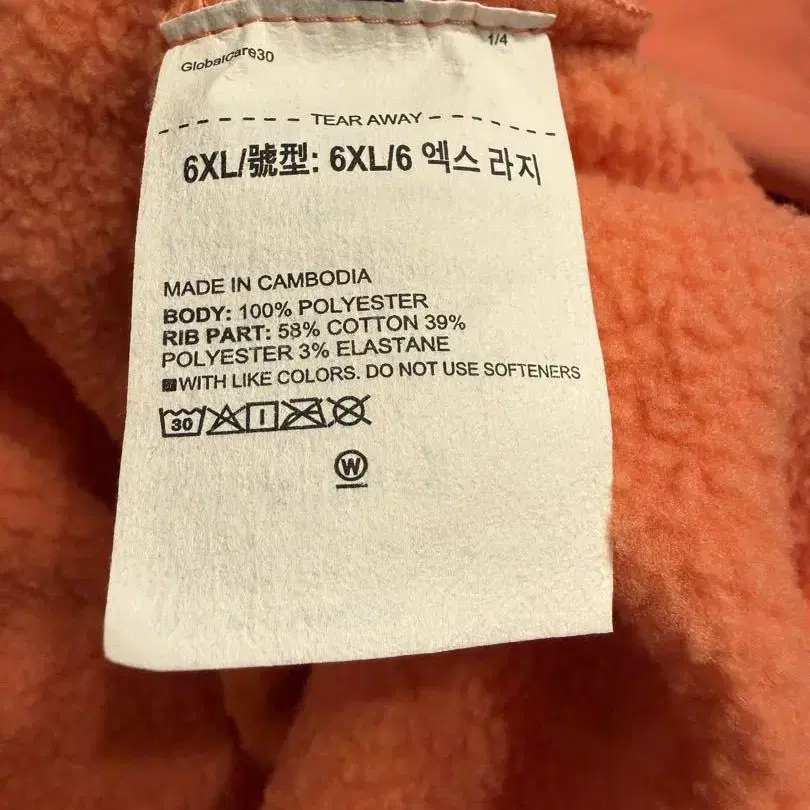 GlobalCare30
1/4
TEAR AWAY
6XL/號型: 6XL/6 엑스 라지
MADE IN CAMBODIA
BODY: 100% POLYESTER
RIB PART: 58% COTTON 39%
POLYESTER 3% ELASTANE
WITH LIKE COLORS. DO NOT USE SOFTENERS
30
W